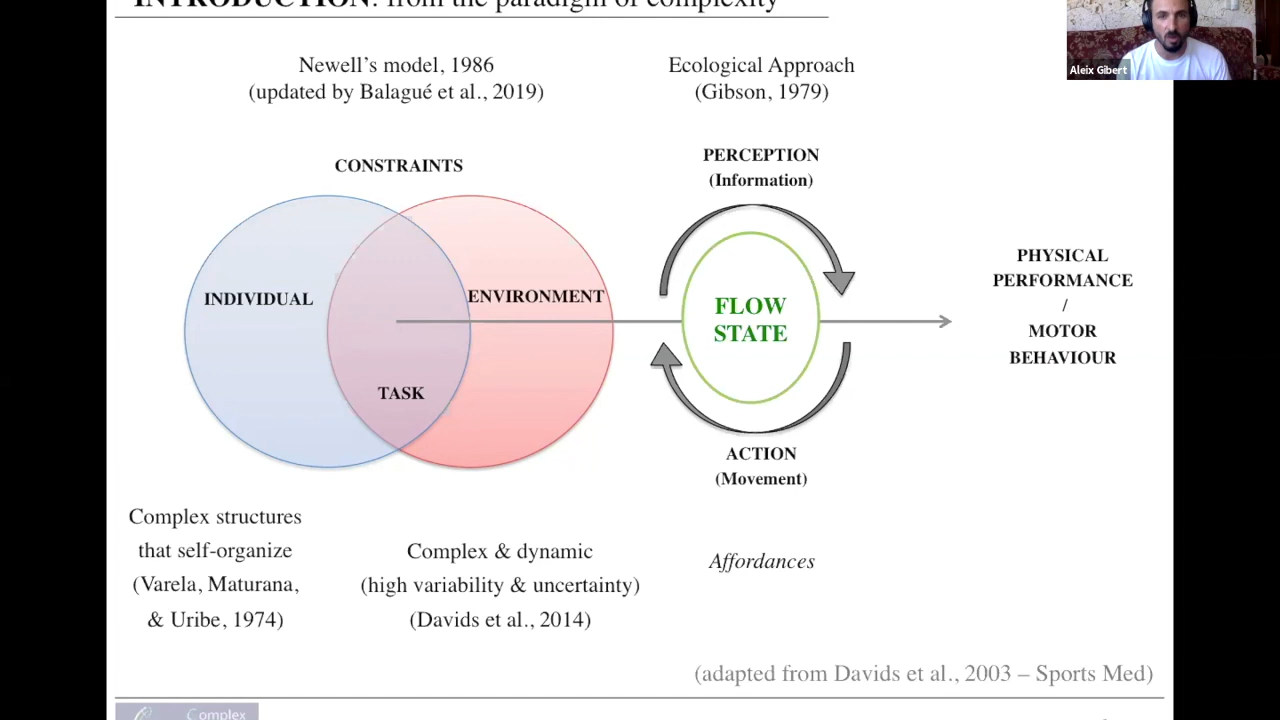 INTRODUCTION: from the paradigm of complexity
Aleix Gibert
Newell's model, 1986
(updated by Balagué et al., 2019)
Ecological Approach
(Gibson, 1979)
CONSTRAINTS
INDIVIDUAL
ENVIRONMENT
TASK
PERCEPTION
(Information)
FLOW
STATE
ACTION
(Movement)
PHYSICAL
PERFORMANCE
/
MOTOR
BEHAVIOUR
Complex structures
that self-organize
(Varela, Maturana,
& Uribe, 1974)
Complex & dynamic
(high variability & uncertainty)
(Davids et al., 2014)
Affordances
(adapted from Davids et al., 2003 – Sports Med)
Complex